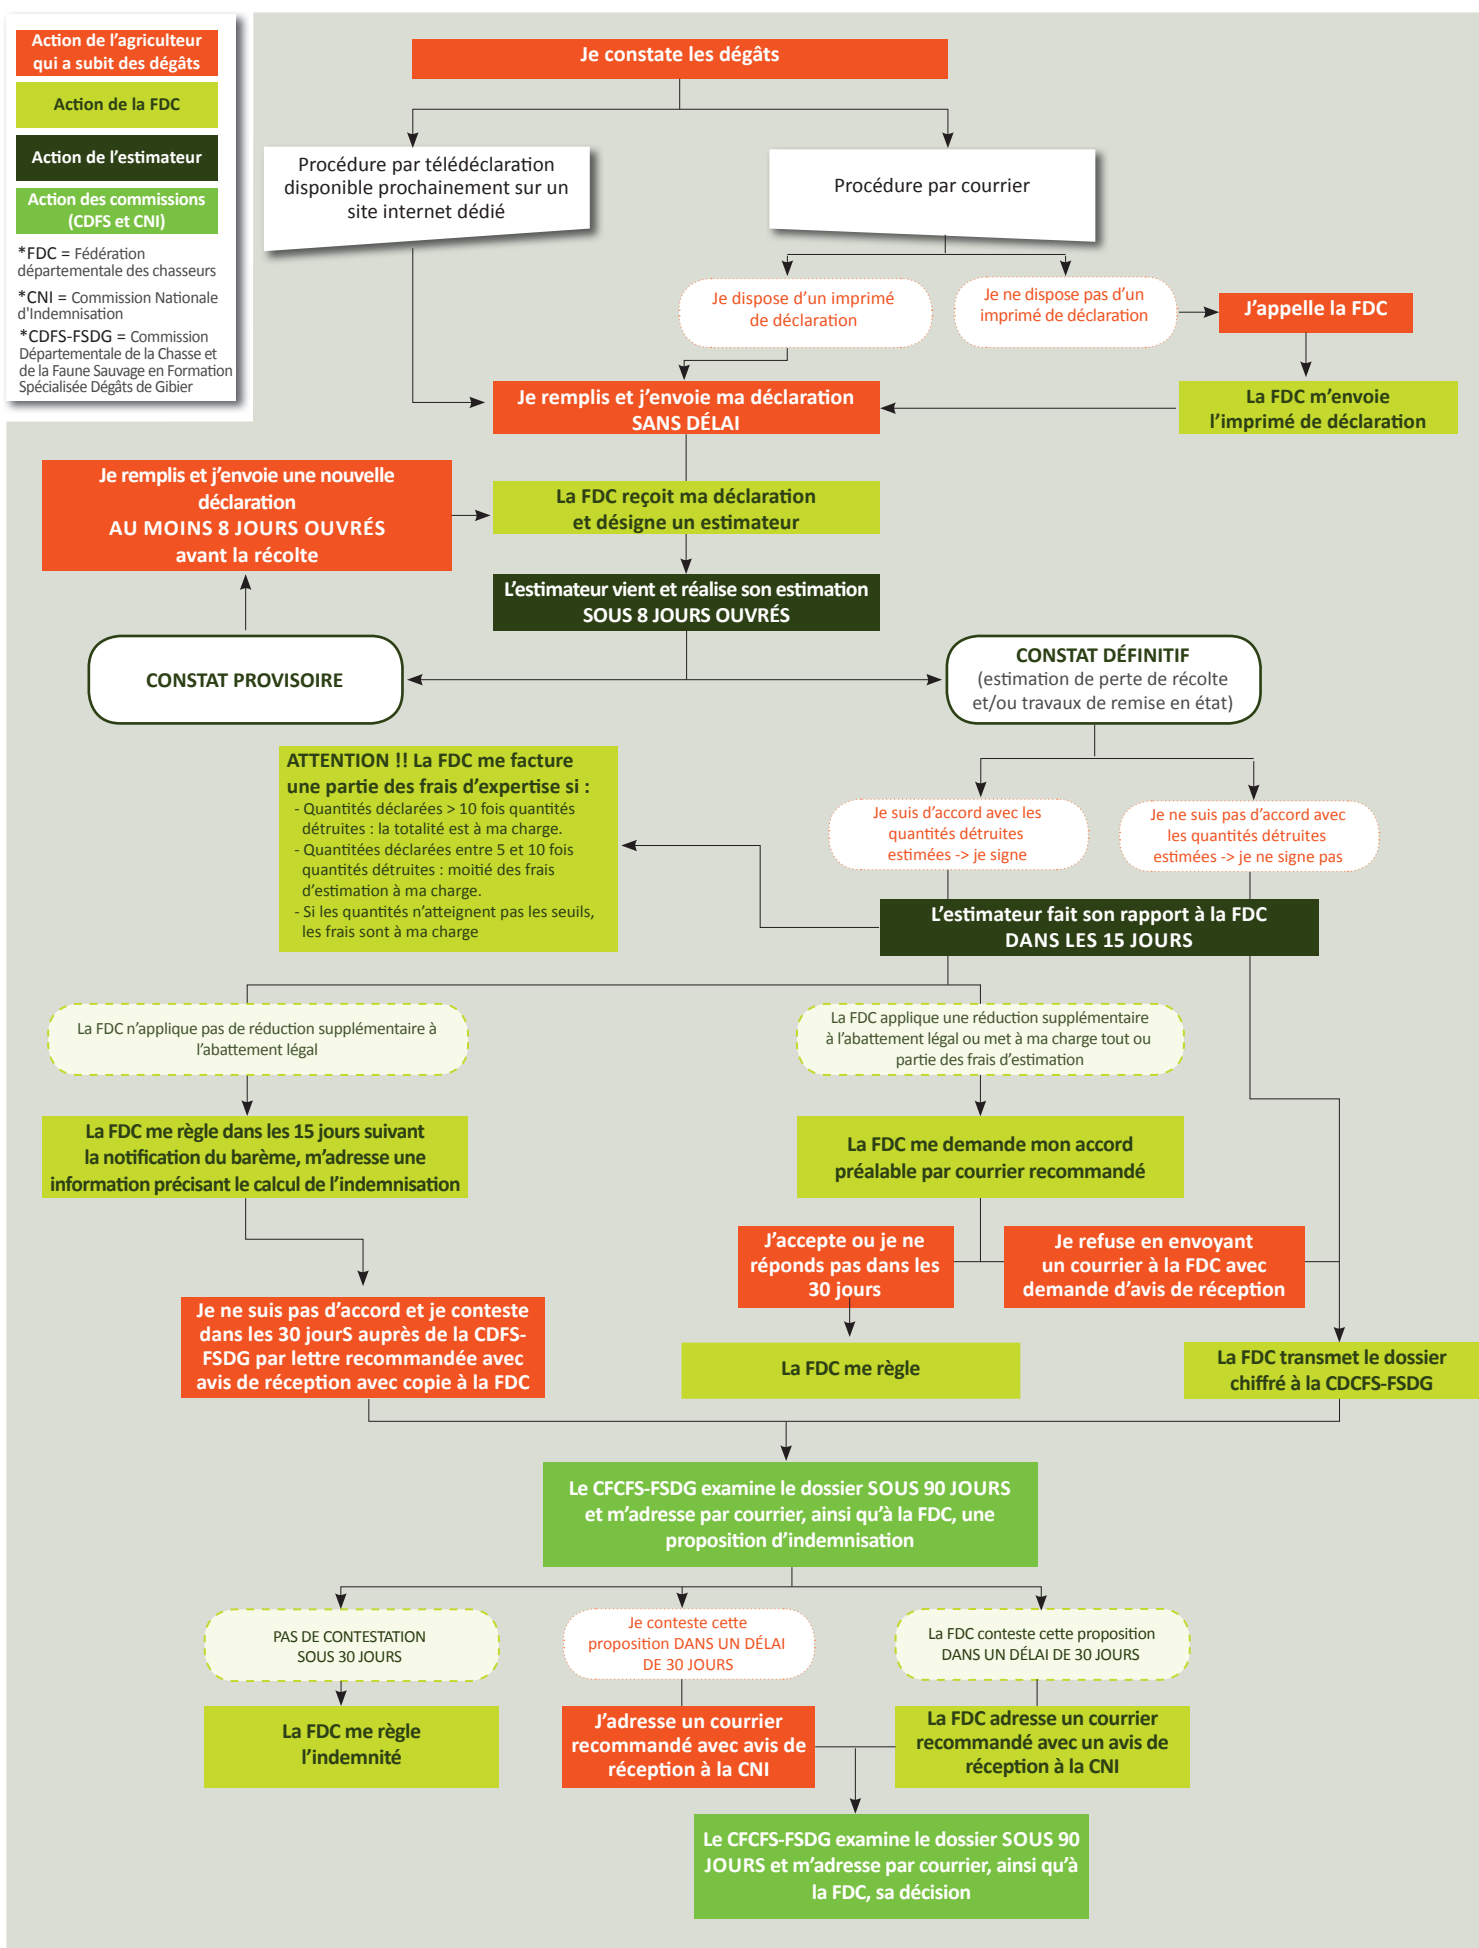 Action de l'agriculteur
qui a subit des dégâts
Action de la FDC
Action de l'estimateur
Action des commissions
(CDFS et CNI)
*FDC = Fédération
départementale des chasseurs
*CNI = Commission Nationale
d'Indemnisation
*CDFS-FSDG = Commission
Départementale de la Chasse et
de la Faune Sauvage en Formation
Spécialisée Dégâts de Gibier
Je constate les dégâts
Procédure par télédéclaration
disponible prochainement sur un
site internet dédié
Procédure par courrier
Je dispose d'un imprimé
de déclaration
Je ne dispose pas d'un
imprimé de déclaration
J'appelle la FDC
La FDC m'envoie
l'imprimé de déclaration
Je remplis et j'envoie ma déclaration
SANS DÉLAI
Je remplis et j'envoie une nouvelle
déclaration
AU MOINS 8 JOURS OUVRÉS
avant la récolte
La FDC reçoit ma déclaration
et désigne un estimateur
L'estimateur vient et réalise son estimation
SOUS 8 JOURS OUVRÉS
CONSTAT PROVISOIRE
CONSTAT DÉFINITIF
(estimation de perte de récolte
et/ou travaux de remise en état)
ATTENTION !! La FDC me facture
une partie des frais d'expertise si :
- Quantités déclarées > 10 fois quantités
détruites : la totalité est à ma charge.
- Quantitées déclarées entre 5 et 10 fois
quantités détruites : moitié des frais
d'estimation à ma charge.
- Si les quantités n'atteignent pas les seuils,
les frais sont à ma charge
Je suis d'accord avec les
quantités détruites
estimées -> je signe
Je ne suis pas d'accord avec
les quantités détruites
estimées -> je ne signe pas
L'estimateur fait son rapport à la FDC
DANS LES 15 JOURS
La FDC n'applique pas de réduction supplémentaire à
l'abattement légal
La FDC applique une réduction supplémentaire
à l'abattement légal ou met à ma charge tout ou
partie des frais d'estimation
La FDC me règle dans les 15 jours suivant
la notification du barème, m'adresse une
information précisant le calcul de l'indemnisation
La FDC me demande mon accord
préalable par courrier recommandé
J'accepte ou je ne
réponds pas dans les
30 jours
Je refuse en envoyant
un courrier à la FDC avec
demande d'avis de réception
Je ne suis pas d'accord et je conteste
dans les 30 jourS auprès de la CDFS-
FSDG par lettre recommandée avec
avis de réception avec copie à la FDC
La FDC me règle
La FDC transmet le dossier
chiffré à la CDCFS-FSDG
Le CFCFS-FSDG examine le dossier SOUS 90 JOURS
et m'adresse par courrier, ainsi qu'à la FDC, une
proposition d'indemnisation
PAS DE CONTESTATION
SOUS 30 JOURS
Je conteste cette
proposition DANS UN DÉLAI
DE 30 JOURS
La FDC conteste cette proposition
DANS UN DÉLAI DE 30 JOURS
La FDC me règle
l'indemnité
J'adresse un courrier
recommandé avec avis de
réception à la CNI
La FDC adresse un courrier
recommandé avec un avis de
réception à la CNI
Le CFCFS-FSDG examine le dossier SOUS 90
JOURS et m'adresse par courrier, ainsi qu'à
la FDC, sa décision